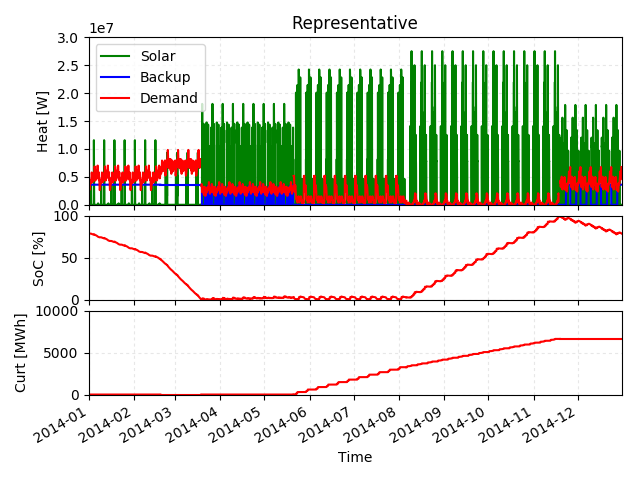 Representative
1e7
Heat [W]
3.0
2.5
2.0
1.5
1.0
0.5
0.0
Solar
Backup
Demand
SoC [%]
100
50
0
Curt [MWh]
10000
5000
0
2014-01
2014-02
2014-03
2014-04
2014-05
2014-06
2014-07
2014-08
2014-09
2014-10
2014-11
2014-12
Time